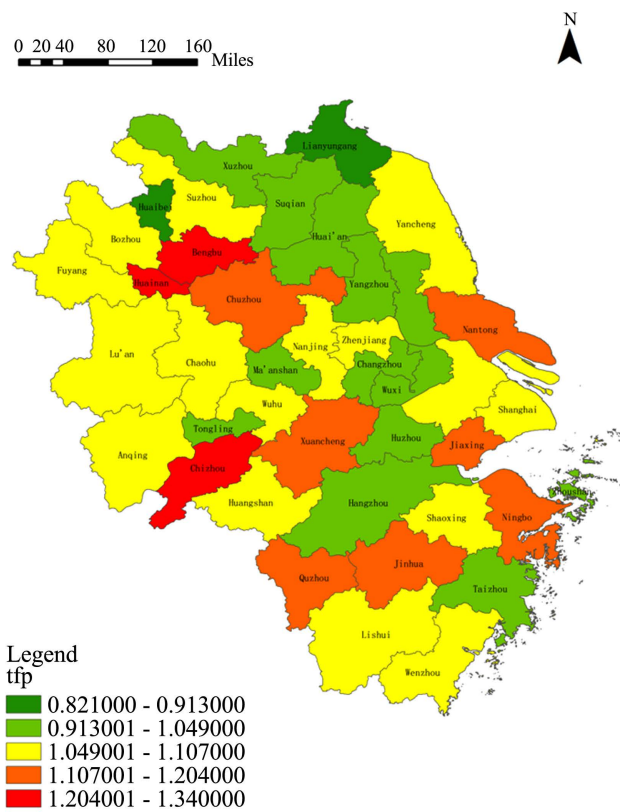 N
0 20 40 80 120 160
Miles
Lianyungang
Xuzhou
Suzhou
Huaibei
Suqian
Yancheng
Bozhou
Huai'an
Benghu
Fuyang
Huainan
Yangzhou
Chuzhou
Nantong
Lu'an
Chaohu
Nanjing
Zhenjiang
Ma'anshan
Changzhou
Wuxi
Wuhu
Shanghai
Tongling
Xuancheng
Huzhou
Jiaxing
Anqing
Chizhou
Huangshan
Hangzhou
Shaoxing
Ningbo
Zhoushan
Quzhou
Jinhua
Taizhou
Lishui
Wenzhou
Legend
tfp
0.821000 - 0.913000
0.913001 - 1.049000
1.049001 - 1.107000
1.107001 - 1.204000
1.204001 - 1.340000